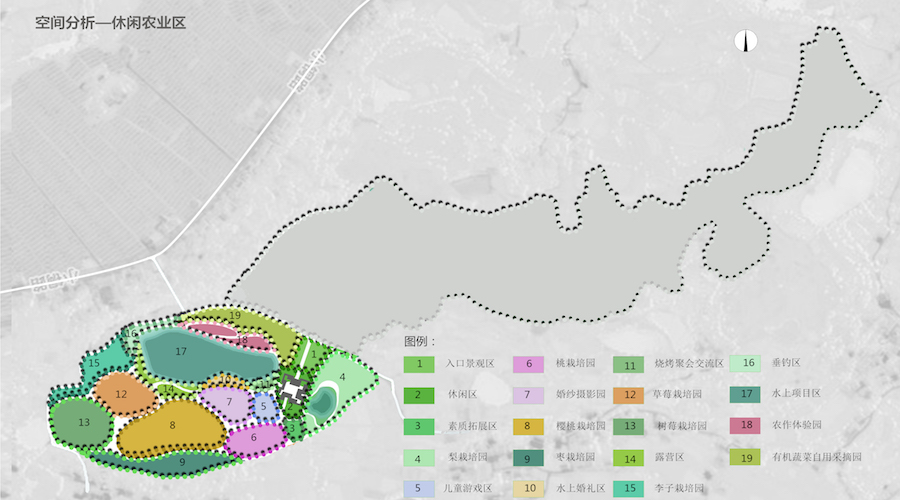 空间分析—休闲农业区
19
16
18
17
1
15
4
14
10
12
7
5
13
8
3
6
9
图例：
1 入口景观区
6 桃栽培园
11 烧烤聚会交流区
16 垂钓区
2 休闲区
7 婚纱摄影园
12 草莓栽培园
17 水上项目区
3 素质拓展区
8 樱桃栽培园
13 树莓栽培园
18 农作体验园
4 梨栽培园
9 枣栽培园
14 露营区
19 有机蔬菜自用采摘园
5 儿童游戏区
10 水上婚礼区
15 李子栽培园